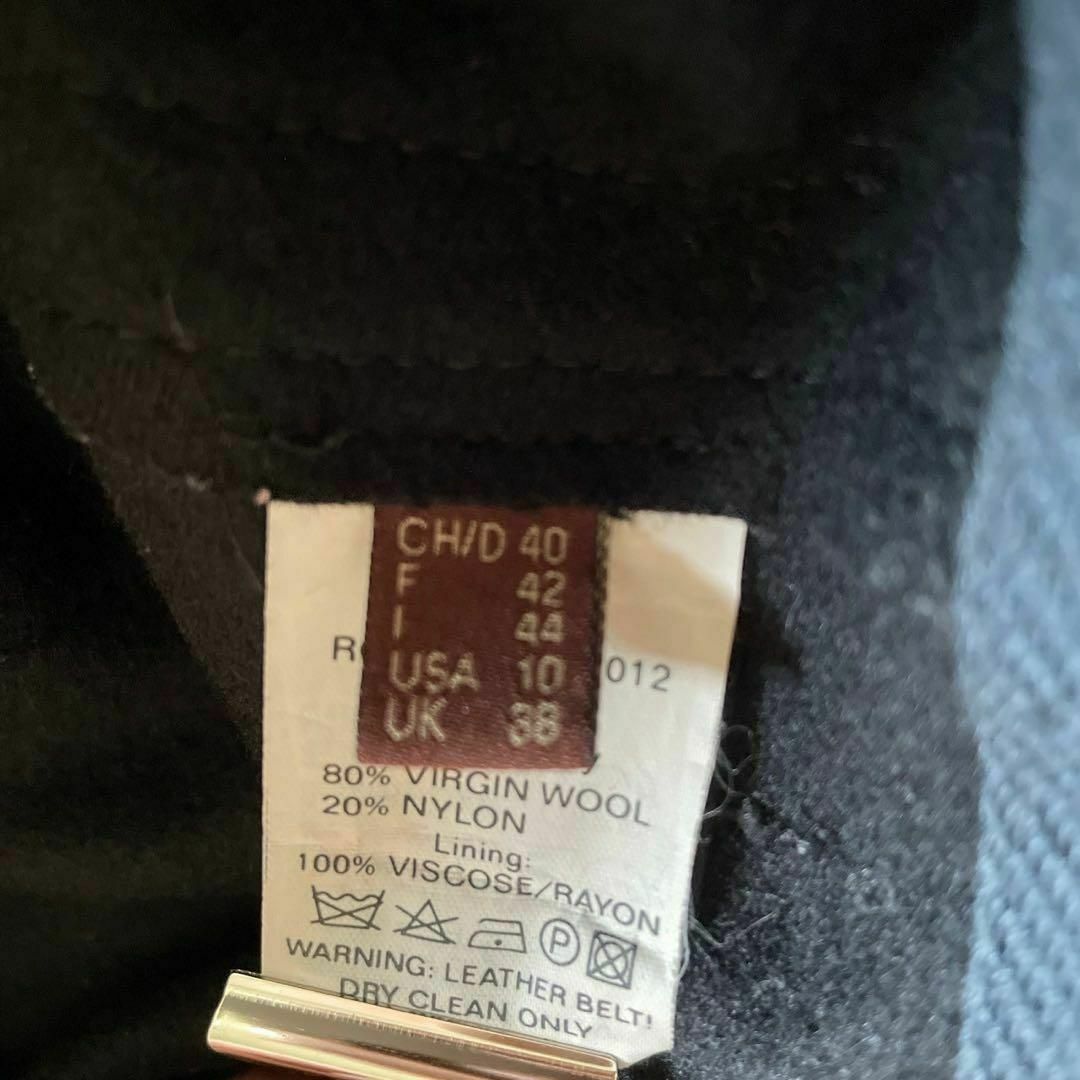 CH/D 40
F 42
I 44
USA 10
UK 38
012
80% VIRGIN WOOL
20% NYLON
Lining:
100% VISCOSE/RAYON
P
WARNING: LEATHER BELT!
DRY CLEAN ONLY